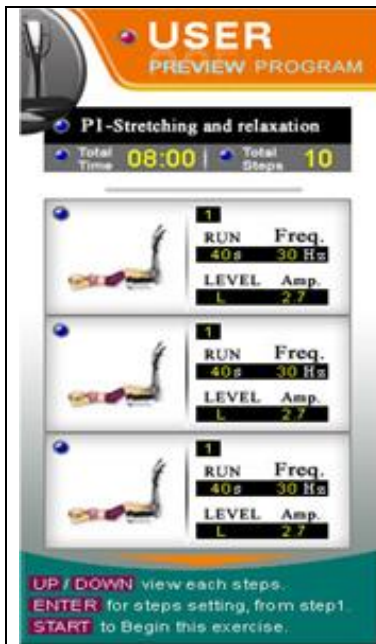 USER
PREVIEW PROGRAM
P1-Stretching and relaxation
Total Time 08:00 | Total Steps 10
1
RUN Freq.
40s 30 Hz
LEVEL Amp.
L 2.7
1
RUN Freq.
40s 30 Hz
LEVEL Amp.
L 2.7
1
RUN Freq.
40s 30 Hz
LEVEL Amp.
L 2.7
UP / DOWN view each steps.
ENTER for steps setting, from step1.
START to Begin this exercise.